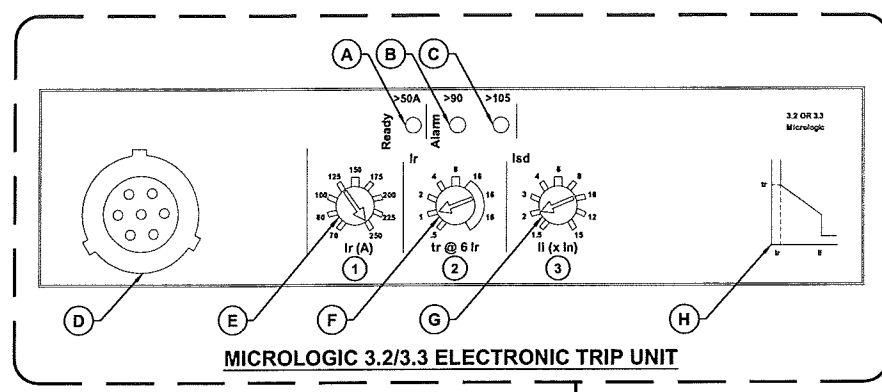 A B C
>50A >90 >105
Ready
Alarm
3.2 OR 3.3
Micrologic
Ir Isd
70 80 100 125 150 175 200 225 250
.5 1 2 4 8 16 16 16
1.5 2 3 4 6 8 10 12 15
Ir (A) tr @ 6 Ir Ii (x In)
1 2 3
tr
Ir Ii
D E F G H
MICROLOGIC 3.2/3.3 ELECTRONIC TRIP UNIT